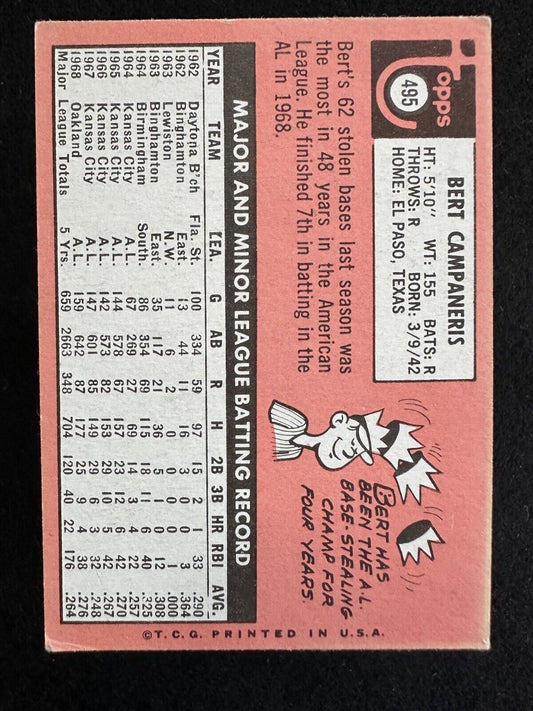 Topps
495
BERT CAMPANERIS
HT: 5'10" WT: 155 BATS: R
THROWS: R BORN: 3/9/42
HOME: EL PASO, TEXAS
Bert's 62 stolen bases last season was
the most in 48 years in the American
League. He finished 7th in batting in the
AL in 1968.
BERT HAS
BEEN THE A.L.
BASE-STEALING
CHAMP FOR
FOUR YEARS.
MAJOR AND MINOR LEAGUE BATTING RECORD
YEAR TEAM LEA. G AB R H 2B 3B HR RBI AVG.
1962 Daytona B'ch Fla. St. 100 334 59 97 15 2 1 33 .290
1962 Binghamton East. 13 44 16 3 0 3 .364
1963 Lewiston N.W. 0 0 0 0
1963 Binghamton East. 35 117 21 36 5 1 0 12 .308
1964 Birmingham South. 86 354 69 115 18 6 40 .325
1964 Kansas City A.L. 67 269 27 69 14 3 4 22 .257
1965 Kansas City A.L. 144 578 67 157 23 12 6 42 .270
1966 Kansas City A.L. 142 573 82 153 29 10 5 42 .267
1967 Kansas City A.L. 147 601 85 149 29 6 3 32 .248
1968 Oakland A.L. 159 642 87 177 25 9 4 38 .276
Major League Totals 5 Yrs. 659 2663 348 704 120 40 22 176 .264
©T.C.G. PRINTED IN U.S.A.